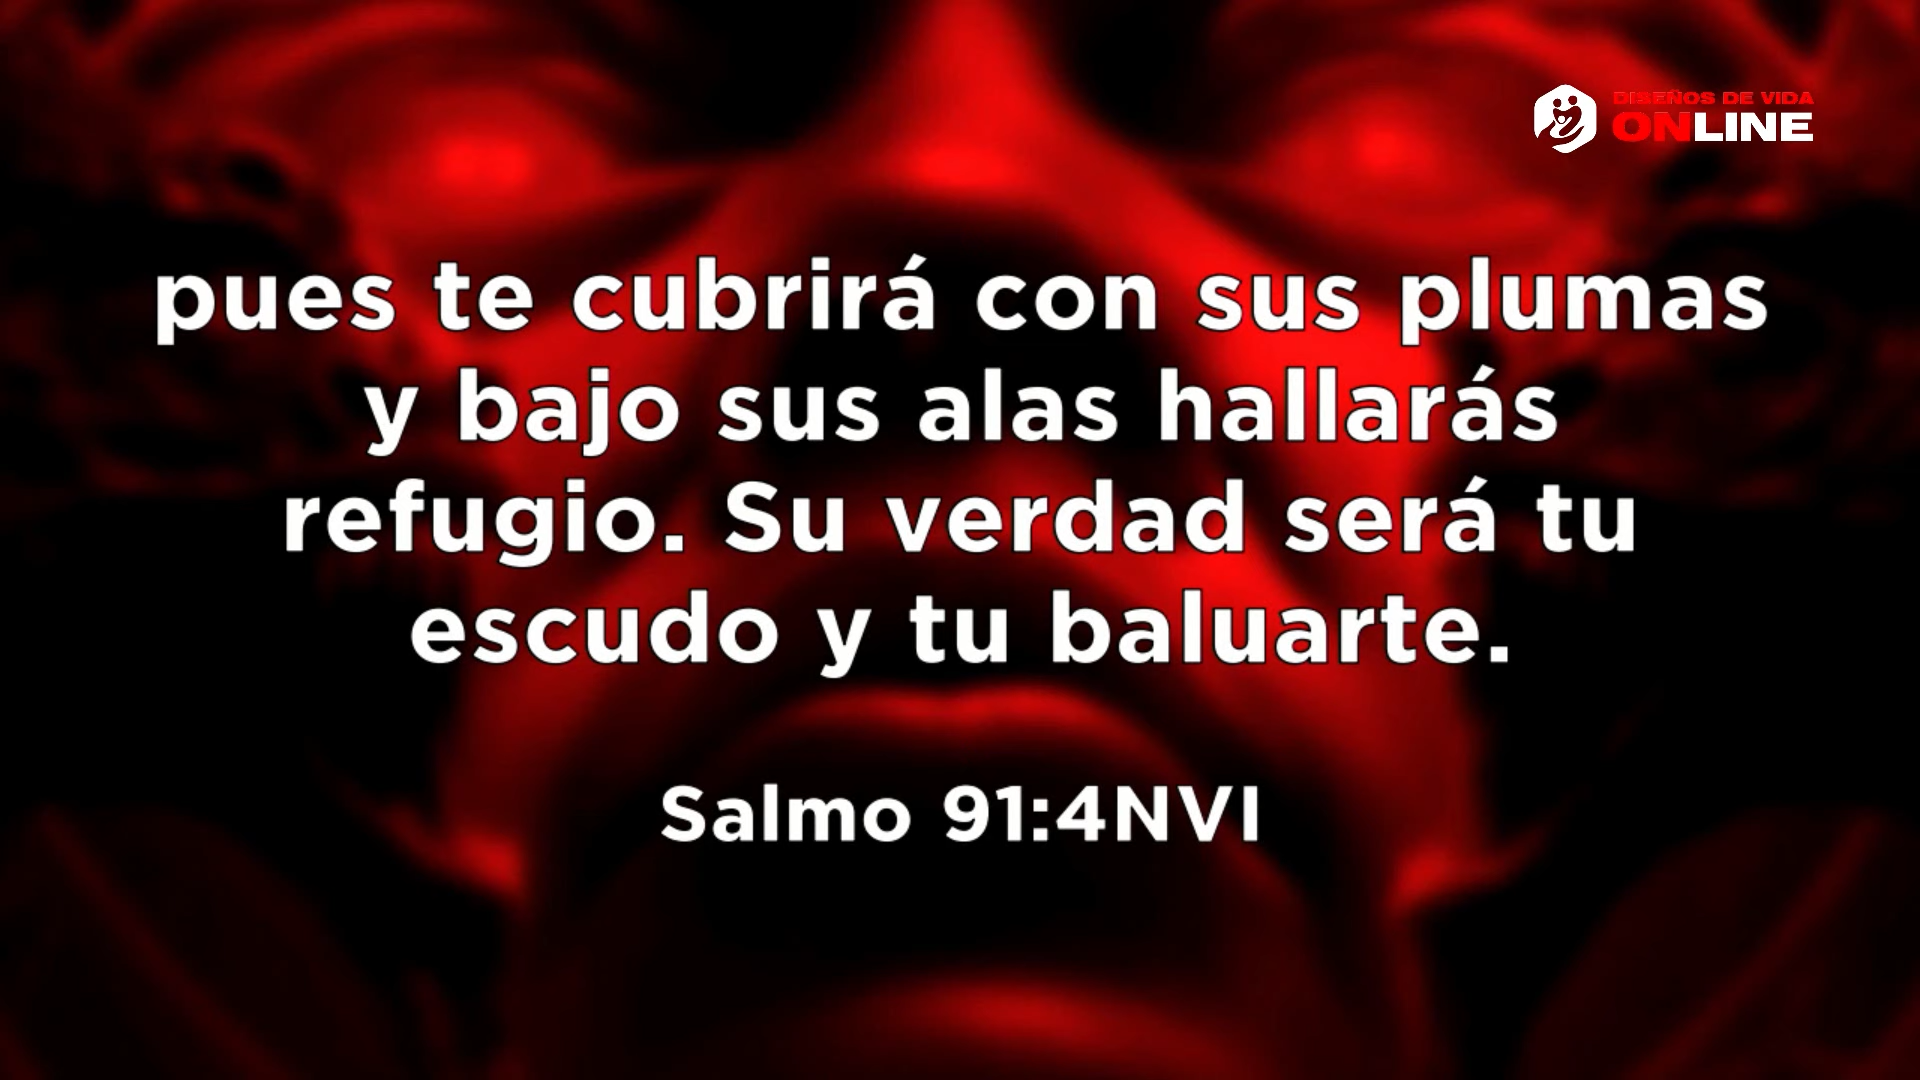 DISEÑOS DE VIDA
ONLINE
pues te cubrirá con sus plumas
y bajo sus alas hallarás
refugio. Su verdad será tu
escudo y tu baluarte.
Salmo 91:4NVI